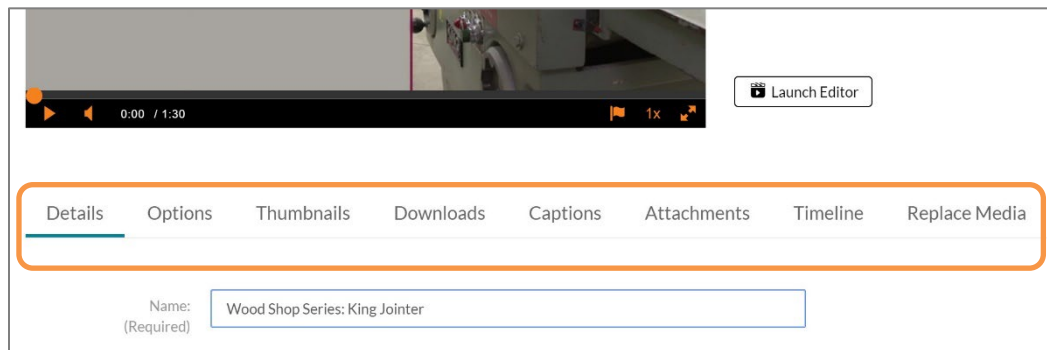 Launch Editor
0:00 / 1:30
1x
Details Options Thumbnails Downloads Captions Attachments Timeline Replace Media
Name: Wood Shop Series: King Jointer
(Required)